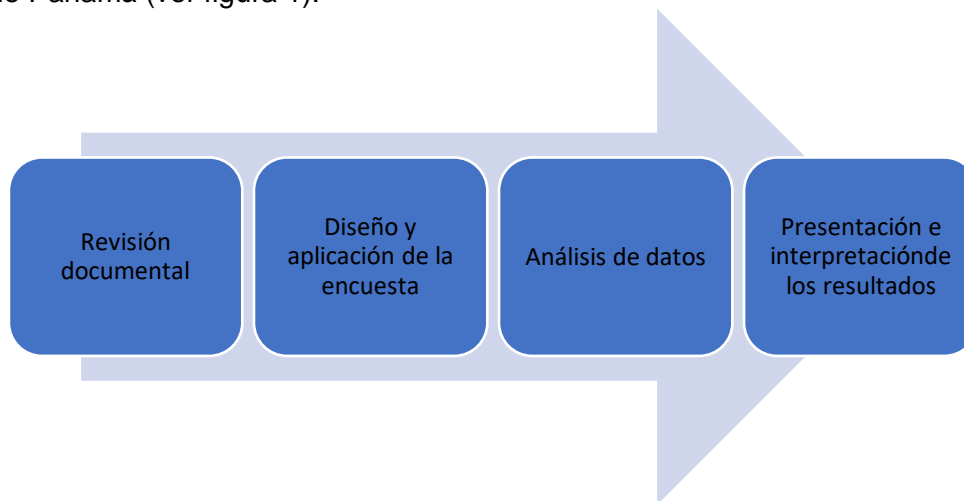 Panamá (ver figura 1).
Revisión
documental
Diseño y
aplicación de la
encuesta
Análisis de datos
Presentación e
interpretaciónde
los resultados